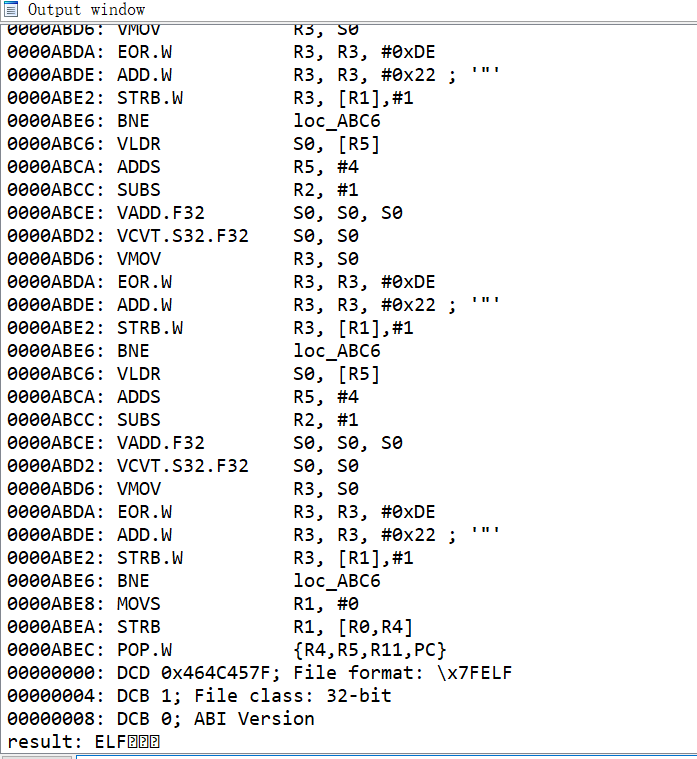 Output window
0000ABD6: VMOV R3, S0
0000ABDA: EOR.W R3, R3, #0xDE
0000ABDE: ADD.W R3, R3, #0x22 ; '"'
0000ABE2: STRB.W R3, [R1],#1
0000ABE6: BNE loc_ABC6
0000ABC6: VLDR S0, [R5]
0000ABCA: ADDS R5, #4
0000ABCC: SUBS R2, #1
0000ABCE: VADD.F32 S0, S0, S0
0000ABD2: VCVT.S32.F32 S0, S0
0000ABD6: VMOV R3, S0
0000ABDA: EOR.W R3, R3, #0xDE
0000ABDE: ADD.W R3, R3, #0x22 ; '"'
0000ABE2: STRB.W R3, [R1],#1
0000ABE6: BNE loc_ABC6
0000ABC6: VLDR S0, [R5]
0000ABCA: ADDS R5, #4
0000ABCC: SUBS R2, #1
0000ABCE: VADD.F32 S0, S0, S0
0000ABD2: VCVT.S32.F32 S0, S0
0000ABD6: VMOV R3, S0
0000ABDA: EOR.W R3, R3, #0xDE
0000ABDE: ADD.W R3, R3, #0x22 ; '"'
0000ABE2: STRB.W R3, [R1],#1
0000ABE6: BNE loc_ABC6
0000ABE8: MOVS R1, #0
0000ABEA: STRB R1, [R0,R4]
0000ABEC: POP.W {R4,R5,R11,PC}
00000000: DCD 0x464C457F; File format: \x7FELF
00000004: DCB 1; File class: 32-bit
00000008: DCB 0; ABI Version
result: ELF